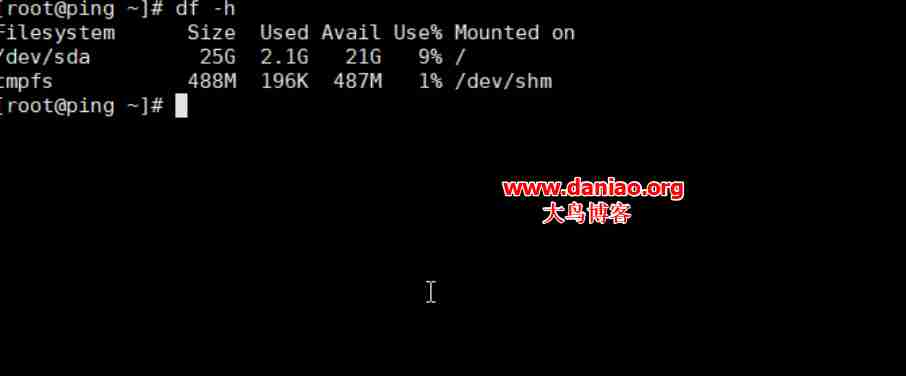 [root@ping ~]# df -h
Filesystem      Size  Used Avail Use% Mounted on
/dev/sda         25G  2.1G   21G   9% /
tmpfs           488M  196K  487M   1% /dev/shm
[root@ping ~]#
www.daniao.org
大鸟博客